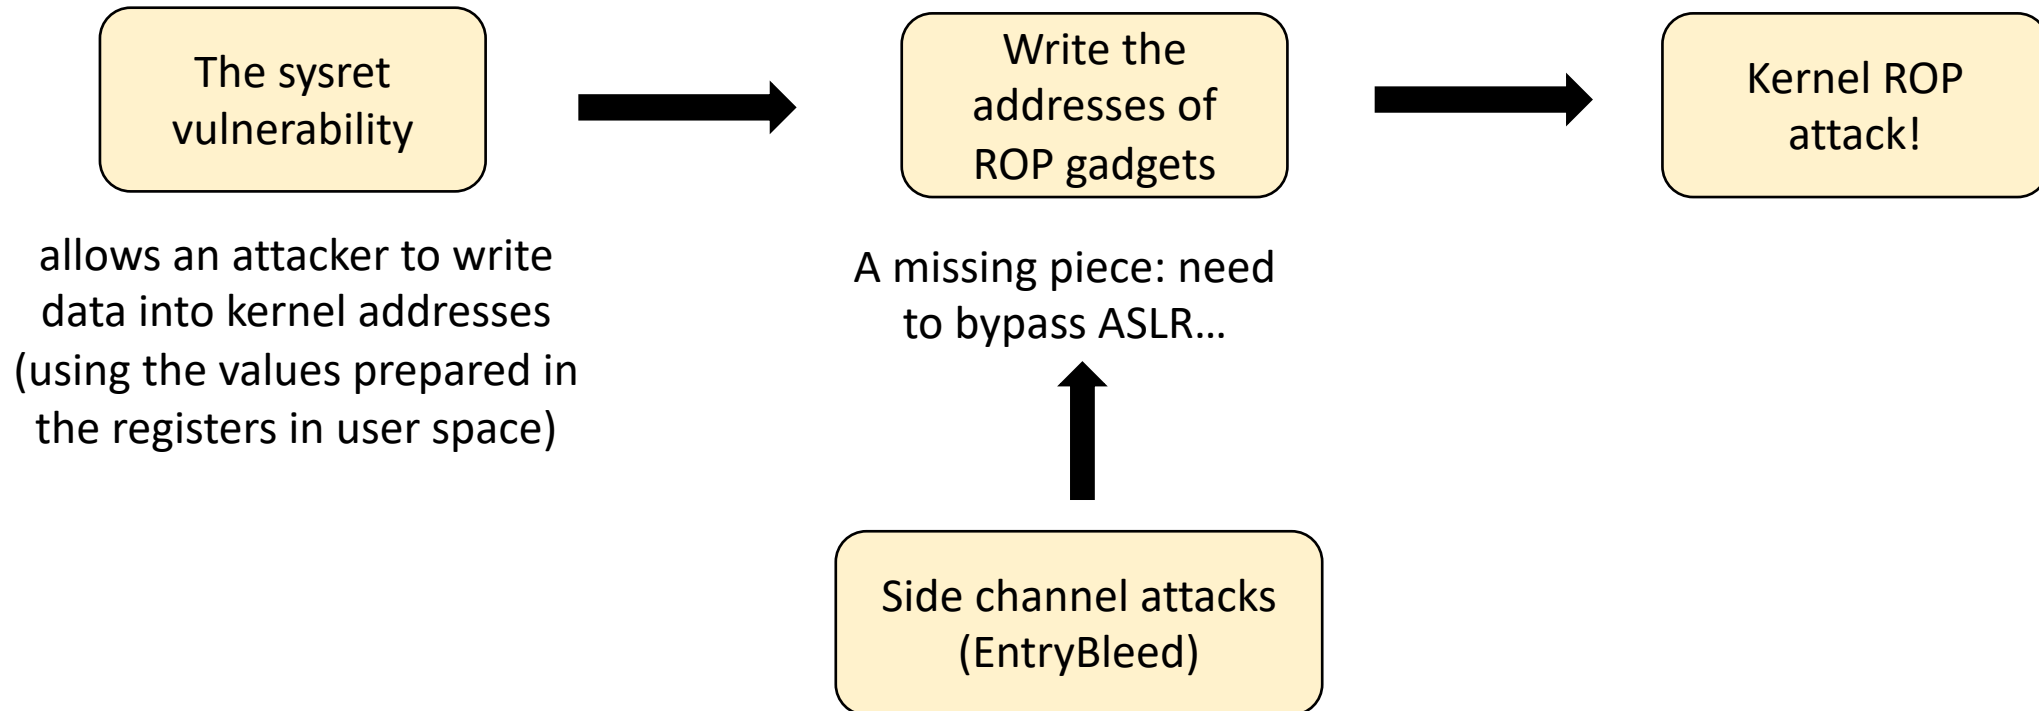 The sysret
vulnerability
allows an attacker to write
data into kernel addresses
(using the values prepared in
the registers in user space)
Write the
addresses of
ROP gadgets
A missing piece: need
to bypass ASLR…
Side channel attacks
(EntryBleed)
Kernel ROP
attack!